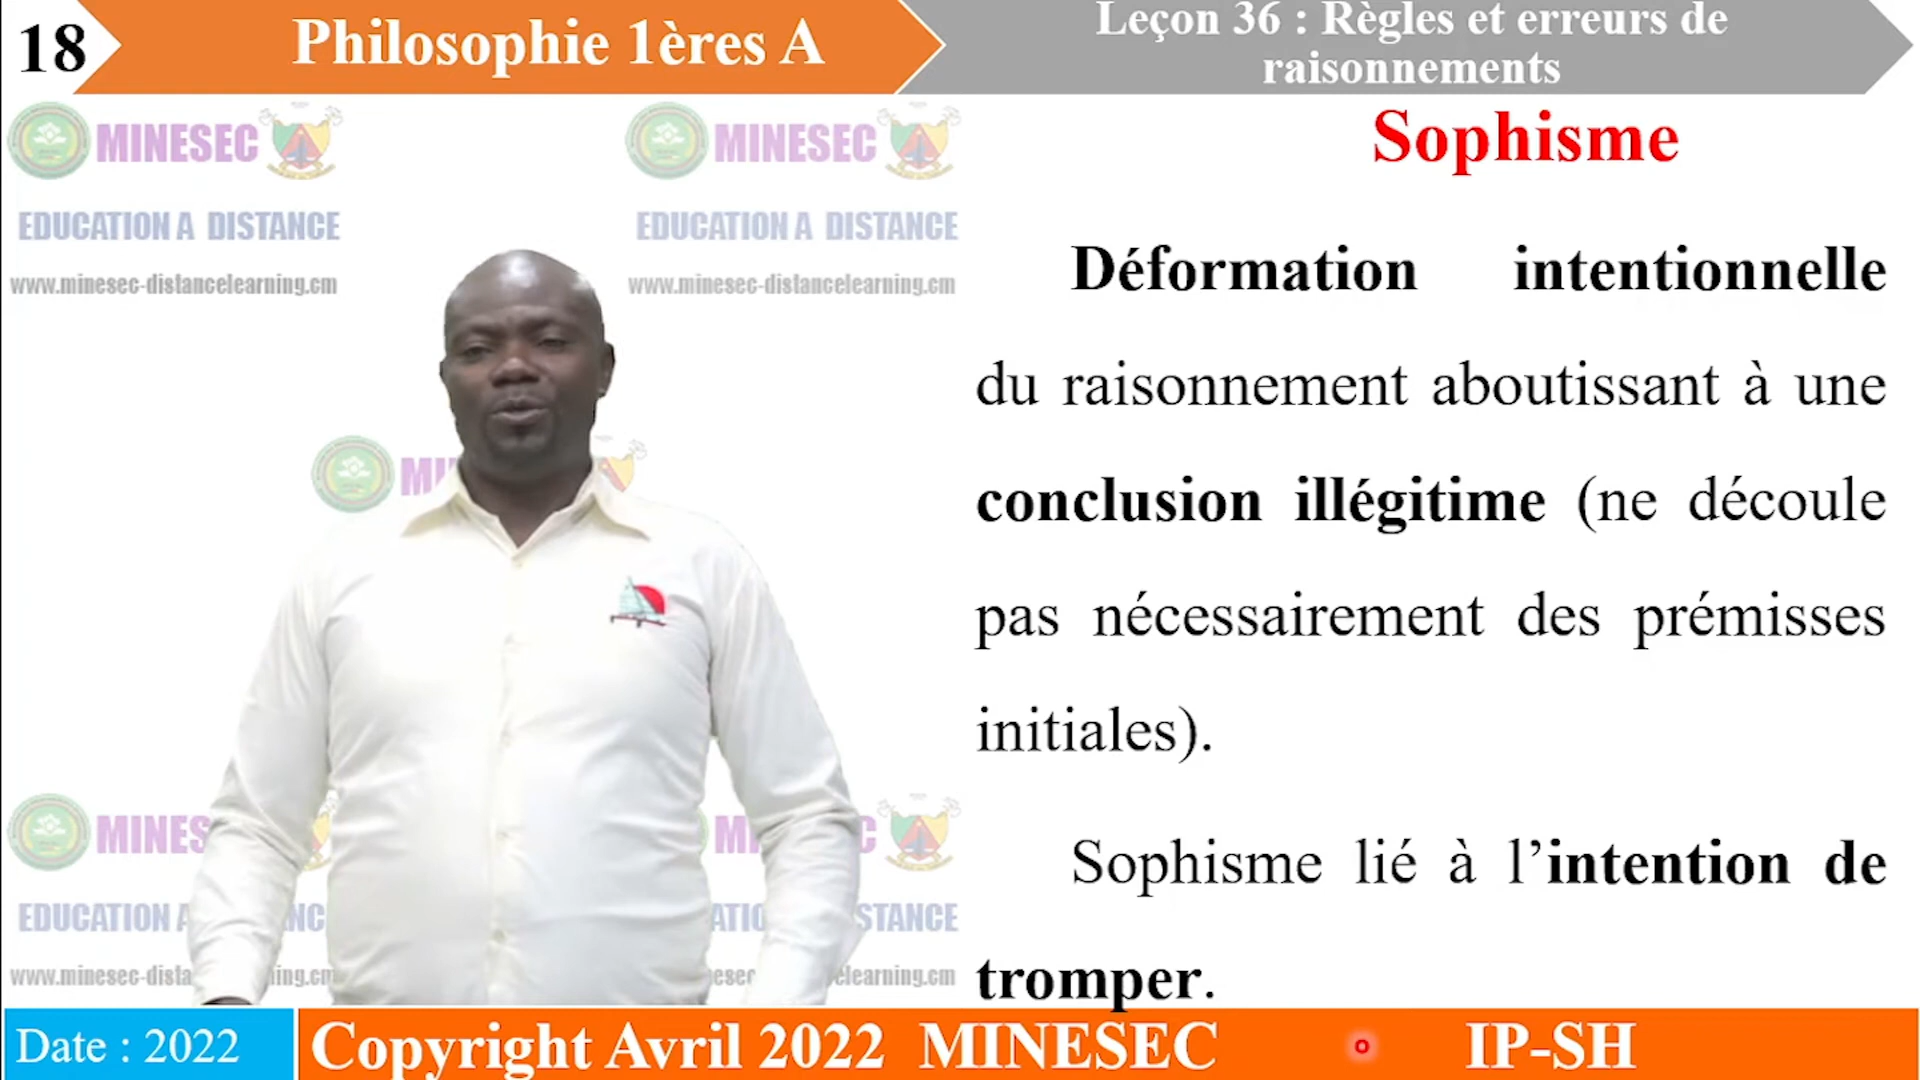 18
Philosophie 1ères A
Leçon 36 : Règles et erreurs de
raisonnements
MINESEC
MINESEC
EDUCATION A DISTANCE
EDUCATION A DISTANCE
www.minesec-distancelearning.cm
www.minesec-distancelearning.cm
Sophisme
Déformation intentionnelle
du raisonnement aboutissant à une
conclusion illégitime (ne découle
pas nécessairement des prémisses
initiales).
Sophisme lié à l’intention de
tromper.
Date : 2022
Copyright Avril 2022 MINESEC
IP-SH